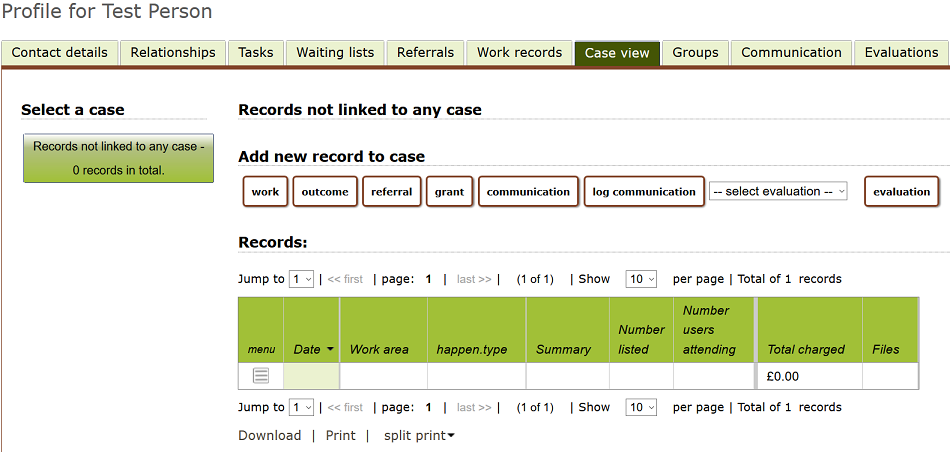 Profile for Test Person
Contact details Relationships Tasks Waiting lists Referrals Work records Case view Groups Communication Evaluations
Select a case
Records not linked to any case -
0 records in total.
Records not linked to any case
Add new record to case
work outcome referral grant communication log communication -- select evaluation -- evaluation
Records:
Jump to 1 | << first | page: 1 | last >> | (1 of 1) | Show 10 per page | Total of 1 records
menu Date Work area happen.type Summary Number listed Number users attending Total charged Files
£0.00
Jump to 1 | << first | page: 1 | last >> | (1 of 1) | Show 10 per page | Total of 1 records
Download | Print | split print